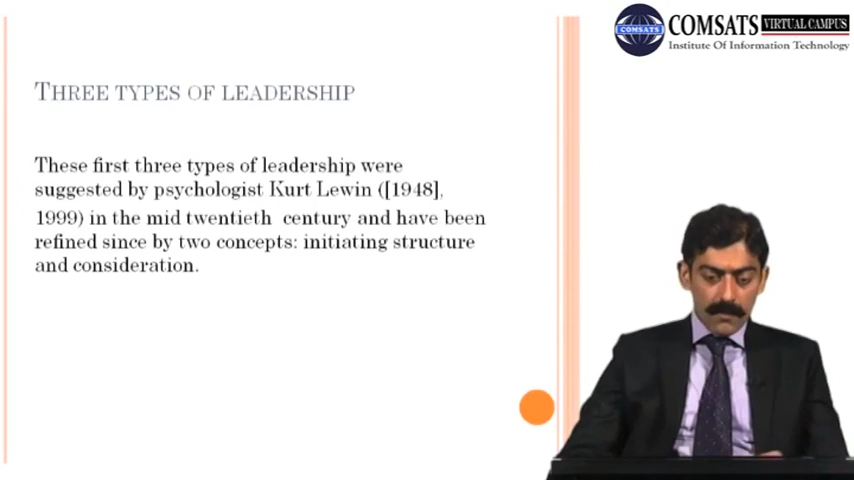 COMSATS VIRTUAL CAMPUS
COMSATS
Institute Of Information Technology
THREE TYPES OF LEADERSHIP
These first three types of leadership were
suggested by psychologist Kurt Lewin ([1948],
1999) in the mid twentieth century and have been
refined since by two concepts: initiating structure
and consideration.